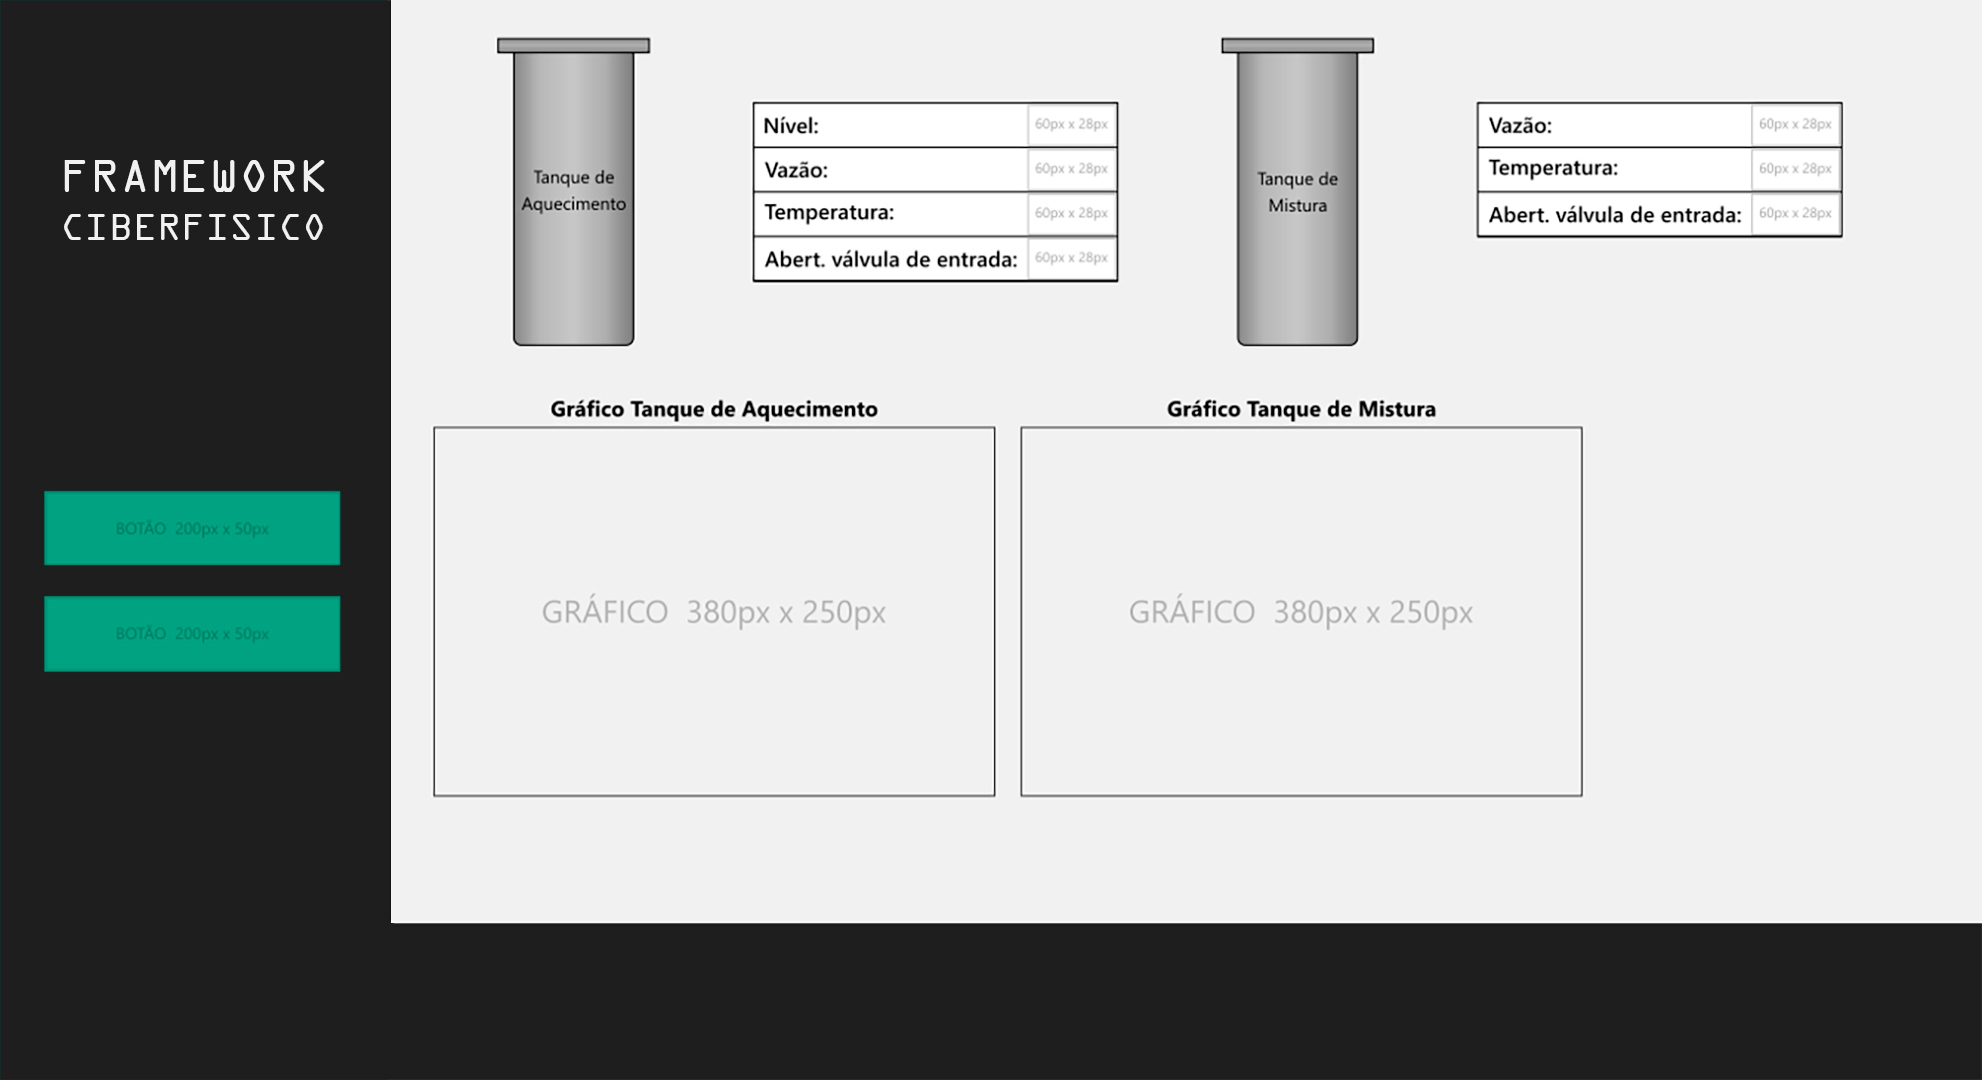 FRAMEWORK
CIBERFISICO
BOTÃO 200px x 50px
BOTÃO 200px x 50px
Tanque de
Aquecimento
Nível: 60px x 28px
Vazão: 60px x 28px
Temperatura: 60px x 28px
Abert. válvula de entrada: 60px x 28px
Tanque de
Mistura
Vazão: 60px x 28px
Temperatura: 60px x 28px
Abert. válvula de entrada: 60px x 28px
Gráfico Tanque de Aquecimento
GRÁFICO 380px x 250px
Gráfico Tanque de Mistura
GRÁFICO 380px x 250px